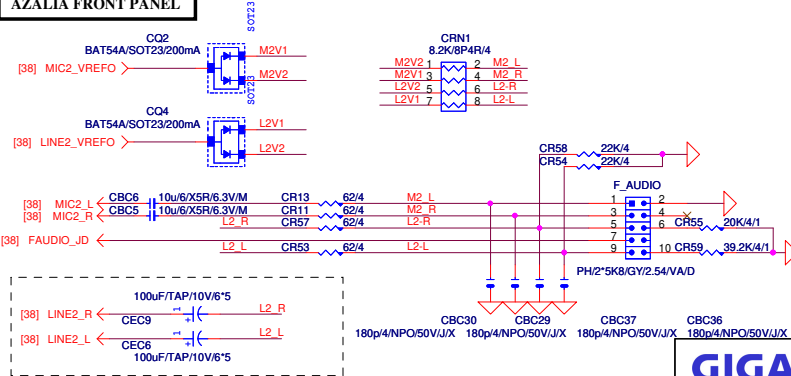 AZALIA FRONT PANEL
SOT23
CQ2
BAT54A/SOT23/200mA
[38] MIC2_VREFO
M2V1
M2V2
SOT23
CQ4
BAT54A/SOT23/200mA
[38] LINE2_VREFO
L2V1
L2V2
CRN1
8.2K/8P4R/4
M2V2 1 2 M2_L
M2V1 3 4 M2_R
L2V2 5 6 L2-R
L2V1 7 8 L2-L
CR58 22K/4
CR54 22K/4
F_AUDIO
[38] MIC2_L CBC6 10u/6/X5R/6.3V/M CR13 62/4 M2_L 1 2
[38] MIC2_R CBC5 10u/6/X5R/6.3V/M CR11 62/4 M2_R 3 4
L2_R CR57 62/4 L2-R 5 6 CR55 20K/4/1
[38] FAUDIO_JD 7
L2_L CR53 62/4 L2-L 9 10 CR59 39.2K/4/1
PH/2*5K8/GY/2.54/VA/D
100uF/TAP/10V/6*5
[38] LINE2_R 1 L2_R
CEC9
[38] LINE2_L 1 L2_L
CEC6
100uF/TAP/10V/6*5
CBC30 CBC29 CBC37 CBC36
180p/4/NPO/50V/J/X 180p/4/NPO/50V/J/X 180p/4/NPO/50V/J/X 180p/4/NPO/50V/J/X
GIGA